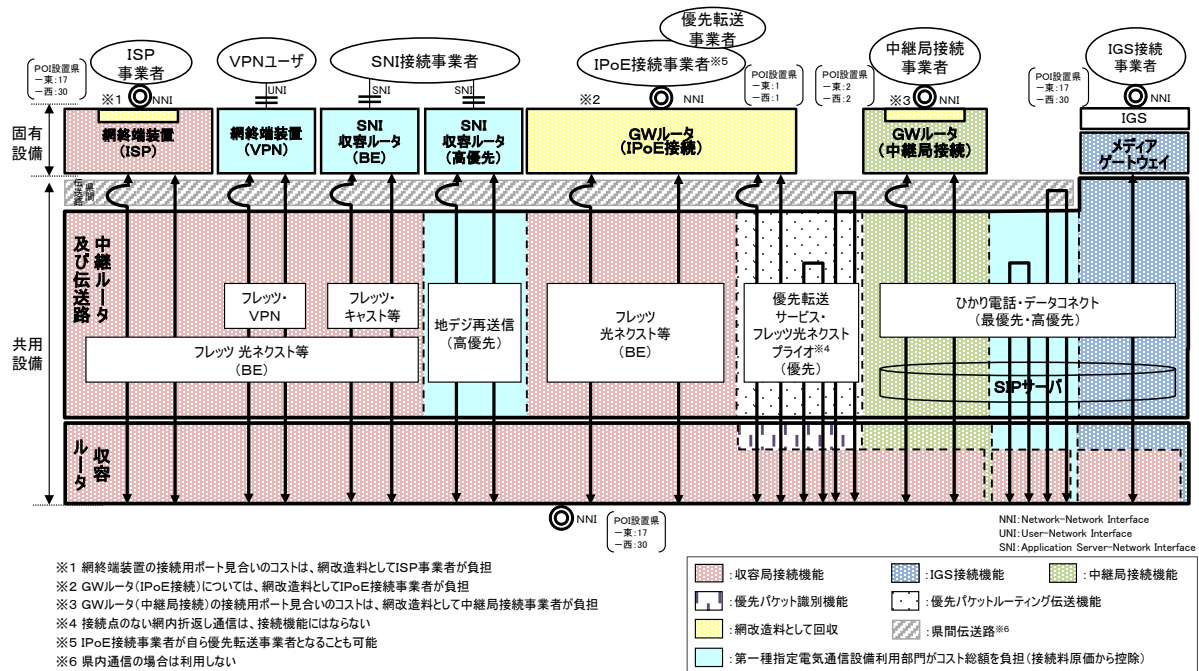 優先転送
事業者
ISP
事業者
VPNユーザ
SNI接続事業者
IPoE接続事業者※5
中継局接続
事業者
IGS接続
事業者
POI設置県
－東：17
－西：30
※1
NNI
UNI
SNI
SNI
※2
NNI
POI設置県
－東：1
－西：1
POI設置県
－東：2
－西：2
※3
NNI
POI設置県
－東：17
－西：30
NNI
固有
設備
網終端装置
（ISP）
網終端装置
（VPN）
SNI
収容ルータ
（BE）
SNI
収容ルータ
（高優先）
GWルータ
（IPoE接続）
GWルータ
（中継局接続）
IGS
メディア
ゲートウェイ
県間
伝送路
共用
設備
中継ルータ
及び伝送路
フレッツ・
VPN
フレッツ・
キャスト等
フレッツ 光ネクスト等
（BE）
地デジ再送信
（高優先）
フレッツ
光ネクスト等
（BE）
優先転送
サービス・
フレッツ光ネクスト
プライオ※4
（優先）
ひかり電話・データコネクト
（最優先・高優先）
SIPサーバ
収容
ルータ
NNI
POI設置県
－東：17
－西：30
NNI：Network-Network Interface
UNI：User-Network Interface
SNI：Application Server-Network Interface
※1 網終端装置の接続用ポート見合いのコストは、網改造料としてISP事業者が負担
※2 GWルータ（IPoE接続）については、網改造料としてIPoE接続事業者が負担
※3 GWルータ（中継局接続）の接続用ポート見合いのコストは、網改造料として中継局接続事業者が負担
※4 接続点のない網内折返し通信は、接続機能にはならない
※5 IPoE接続事業者が自ら優先転送事業者となることも可能
※6 県内通信の場合は利用しない
：収容局接続機能
：IGS接続機能
：中継局接続機能
：優先パケット識別機能
：優先パケットルーティング伝送機能
：網改造料として回収
：県間伝送路※6
：第一種指定電気通信設備利用部門がコスト総額を負担（接続料原価から控除）